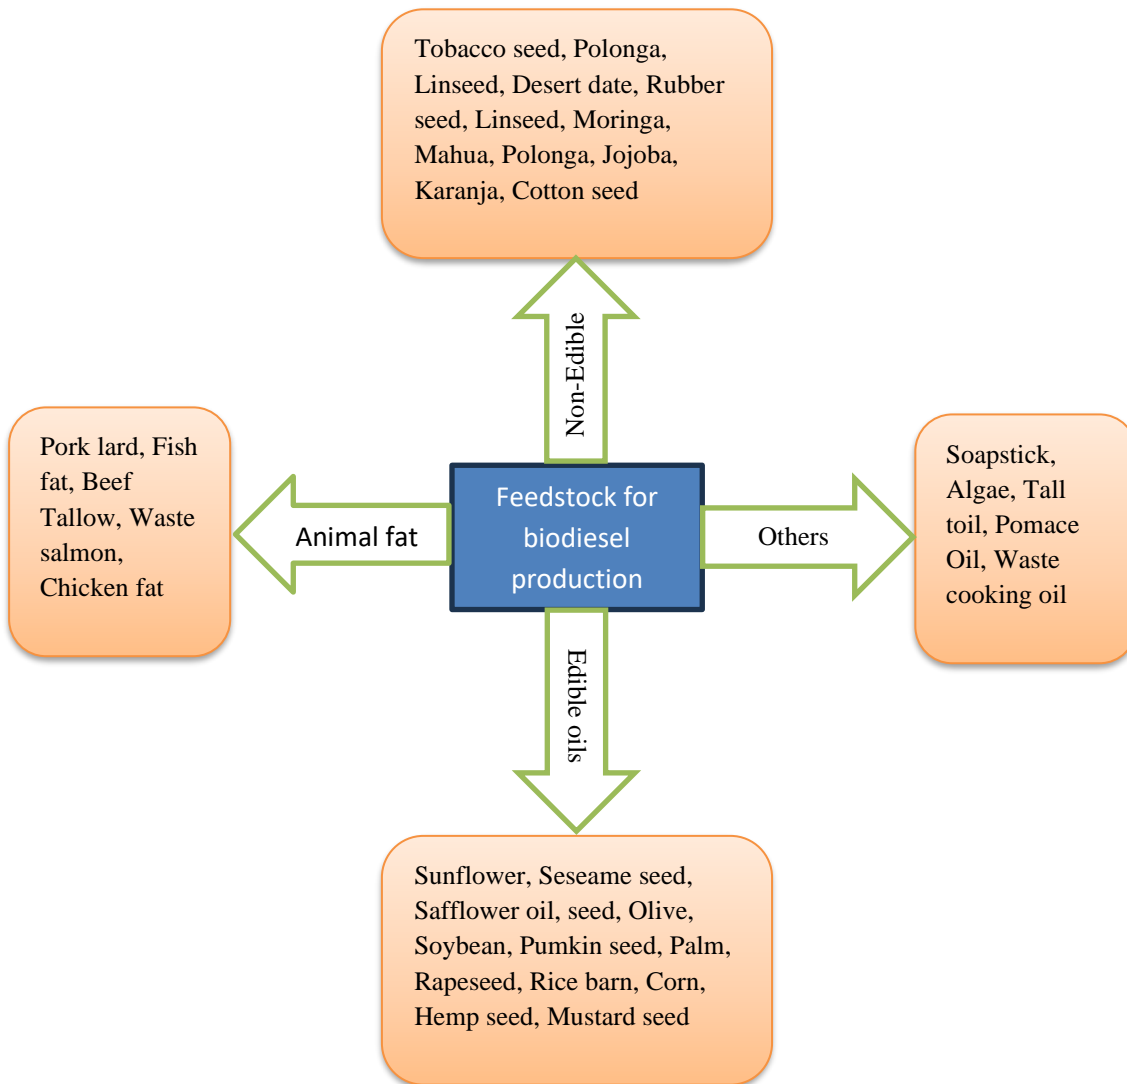 Tobacco seed, Polonga,
Linseed, Desert date, Rubber
seed, Linseed, Moringa,
Mahua, Polonga, Jojoba,
Karanja, Cotton seed
Non-Edible
Pork lard, Fish
fat, Beef
Tallow, Waste
salmon,
Chicken fat
Animal fat
Feedstock for
biodiesel
production
Others
Soapstick,
Algae, Tall
toil, Pomace
Oil, Waste
cooking oil
Edible oils
Sunflower, Seseame seed,
Safflower oil, seed, Olive,
Soybean, Pumkin seed, Palm,
Rapeseed, Rice barn, Corn,
Hemp seed, Mustard seed